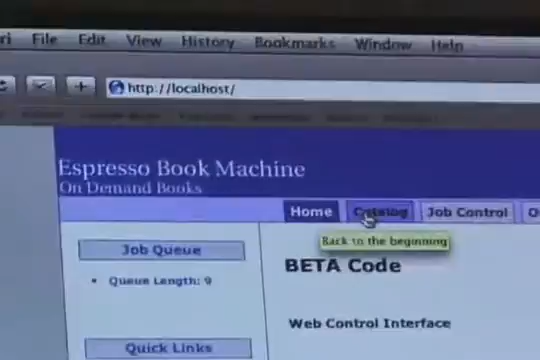 File Edit View History Bookmarks Window Help
http://localhost/
Espresso Book Machine
On Demand Books
Home Catalog Job Control
Back to the beginning
Job Queue
BETA Code
• Queue Length: 9
Web Control Interface
Quick Links